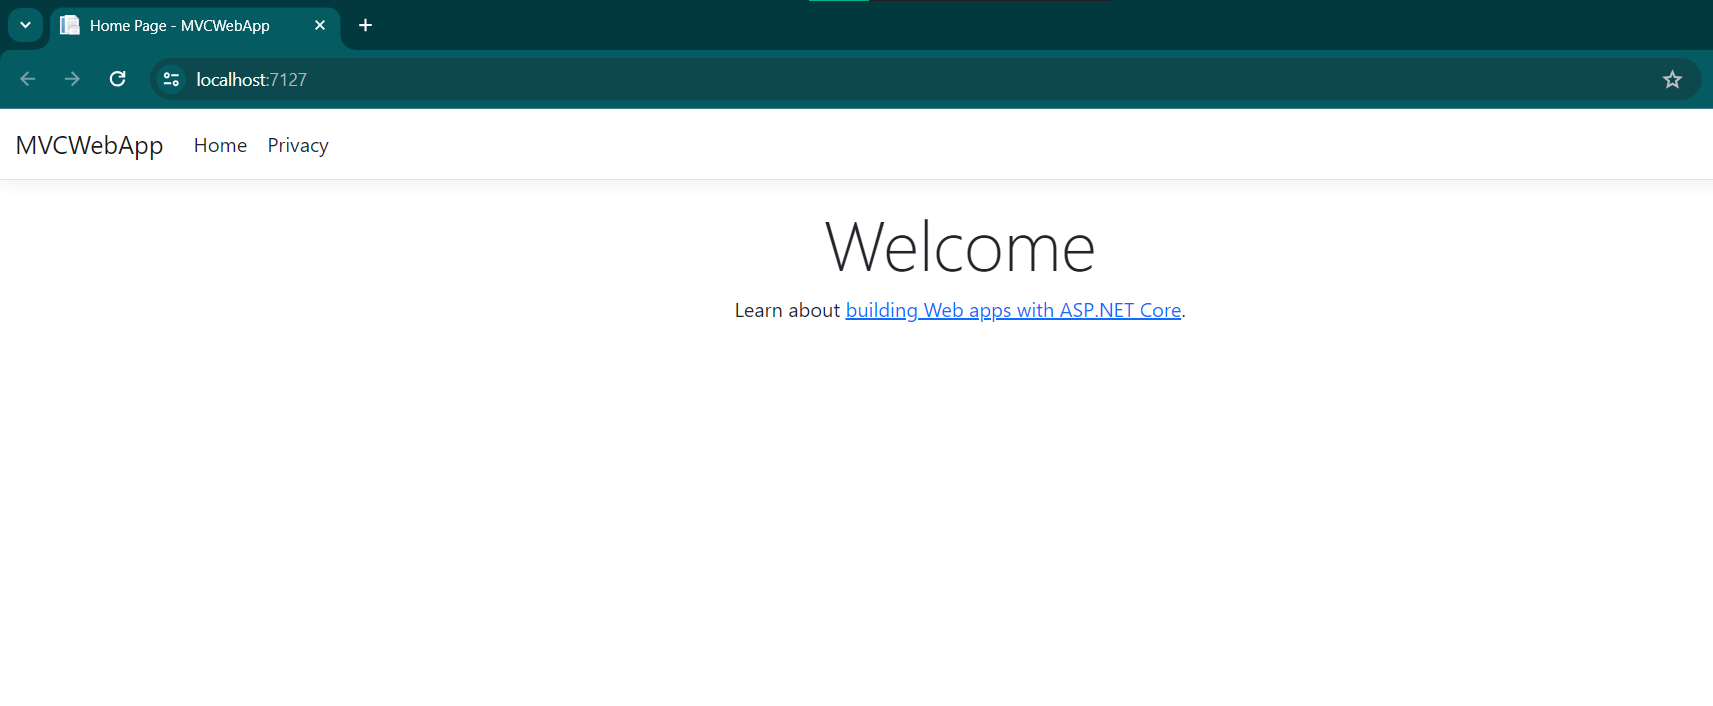 Home Page - MVCWebApp
localhost:7127
MVCWebApp Home Privacy
Welcome
Learn about building Web apps with ASP.NET Core.